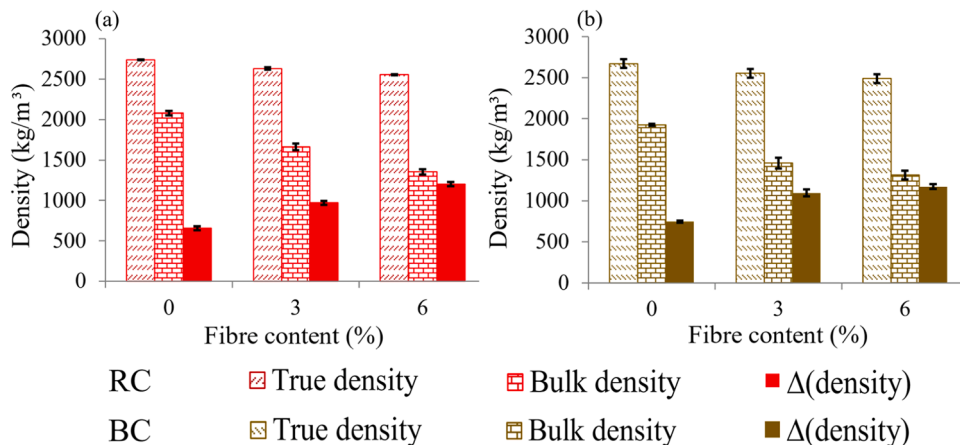 (a)
3000
2500
2000
1500
1000
500
0
Density (kg/m³)
0 3 6
Fibre content (%)
(b)
3000
2500
2000
1500
1000
500
0
Density (kg/m³)
0 3 6
Fibre content (%)
RC True density Bulk density Δ(density)
BC True density Bulk density Δ(density)